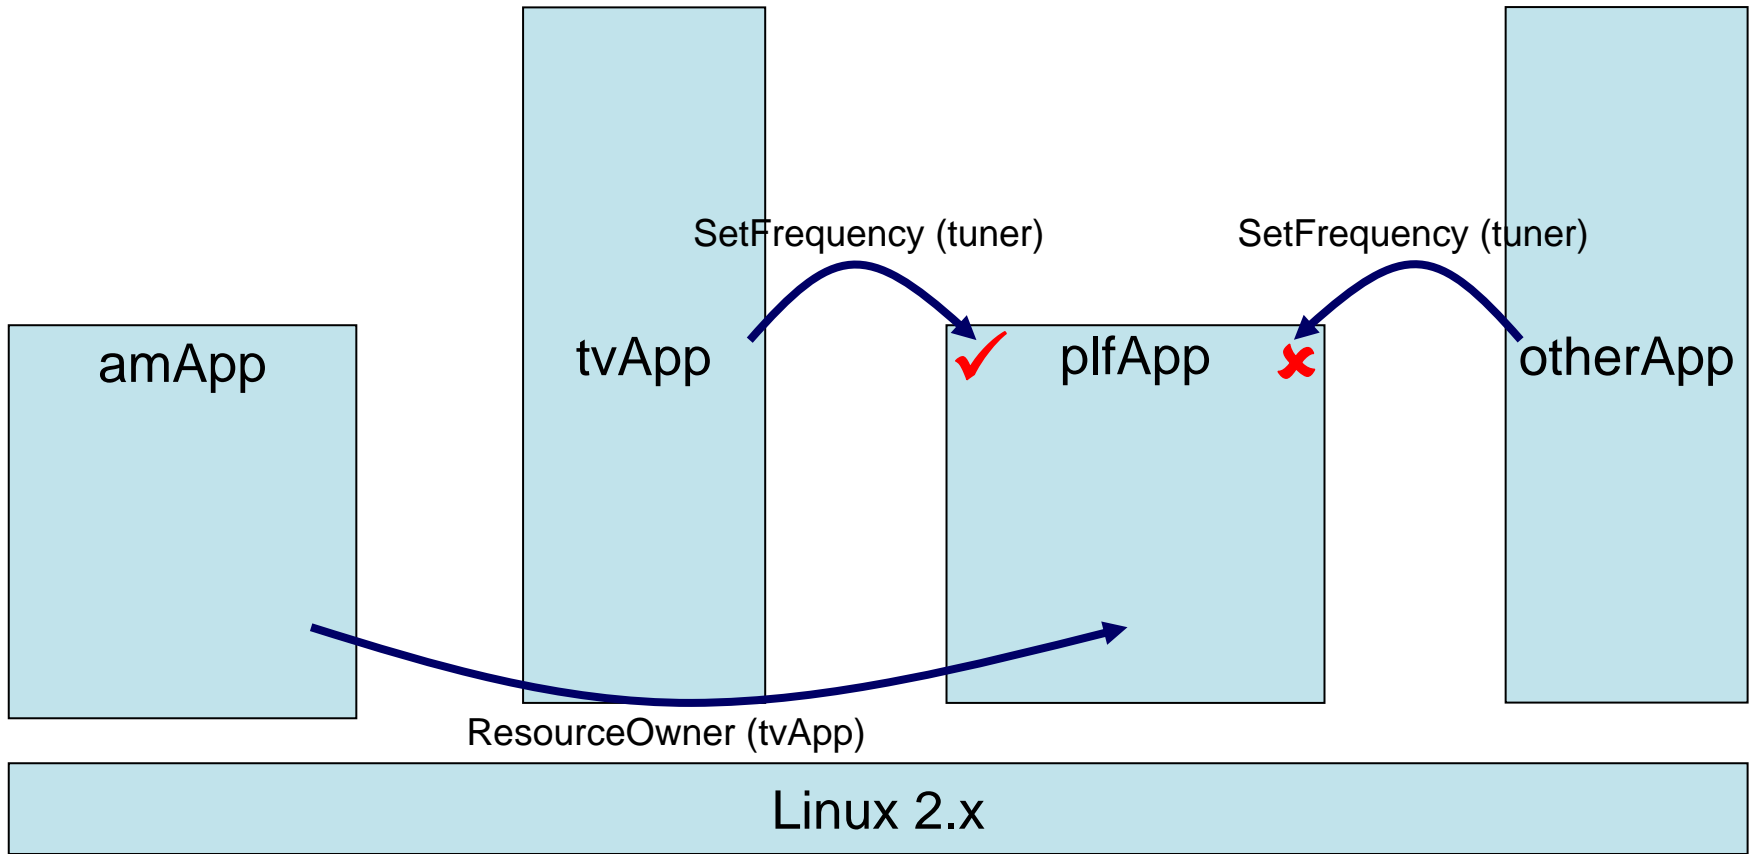 SetFrequency (tuner)
SetFrequency (tuner)
amApp
tvApp
plfApp
otherApp
ResourceOwner (tvApp)
Linux 2.x